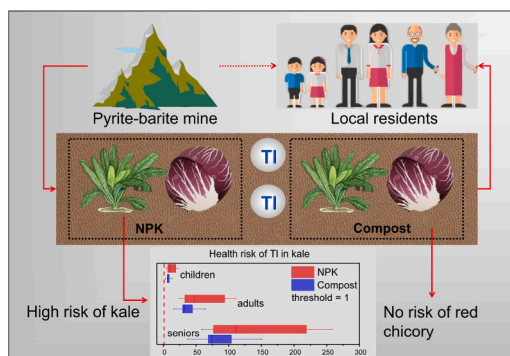 Pyrite-barite mine
Local residents
Tl
Tl
NPK
Compost
Health risk of Tl in kale
children
adults
seniors
NPK
Compost
threshold = 1
0
50
100
150
200
250
300
High risk of kale
No risk of red
chicory